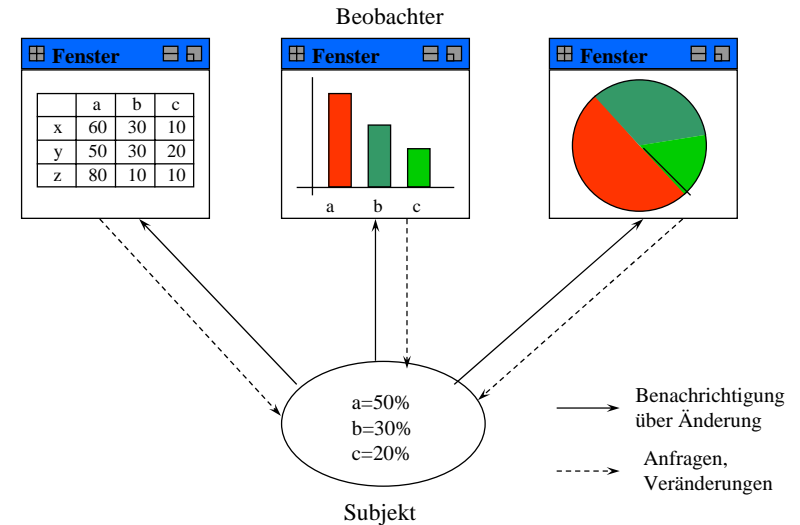 Beobachter
Fenster
Fenster
Fenster
a b c
x 60 30 10
y 50 30 20
z 80 10 10
a b c
a=50%
b=30%
c=20%
Subjekt
Benachrichtigung
über Änderung
Anfragen,
Veränderungen